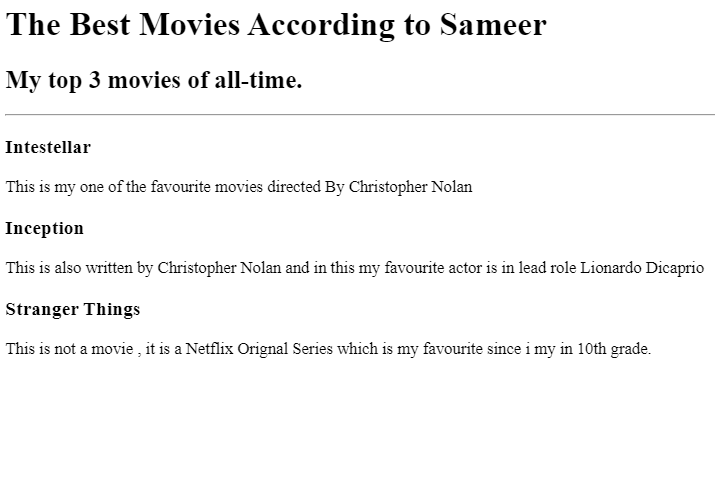 The Best Movies According to Sameer
My top 3 movies of all-time.
Intestellar
This is my one of the favourite movies directed By Christopher Nolan
Inception
This is also written by Christopher Nolan and in this my favourite actor is in lead role Lionardo Dicaprio
Stranger Things
This is not a movie , it is a Netflix Orignal Series which is my favourite since i my in 10th grade.